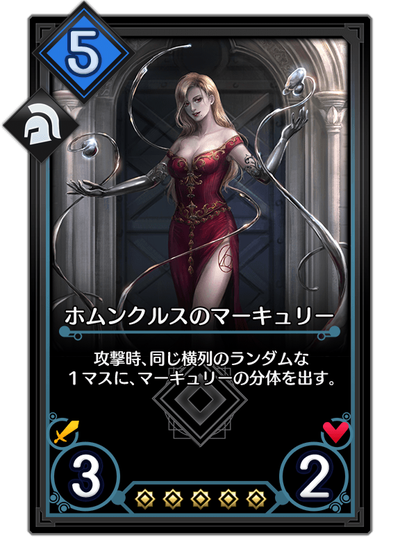 5
ホムンクルスのマーキュリー
攻撃時、同じ横列のランダムな
1マスに、マーキュリーの分体を出す。
3
2